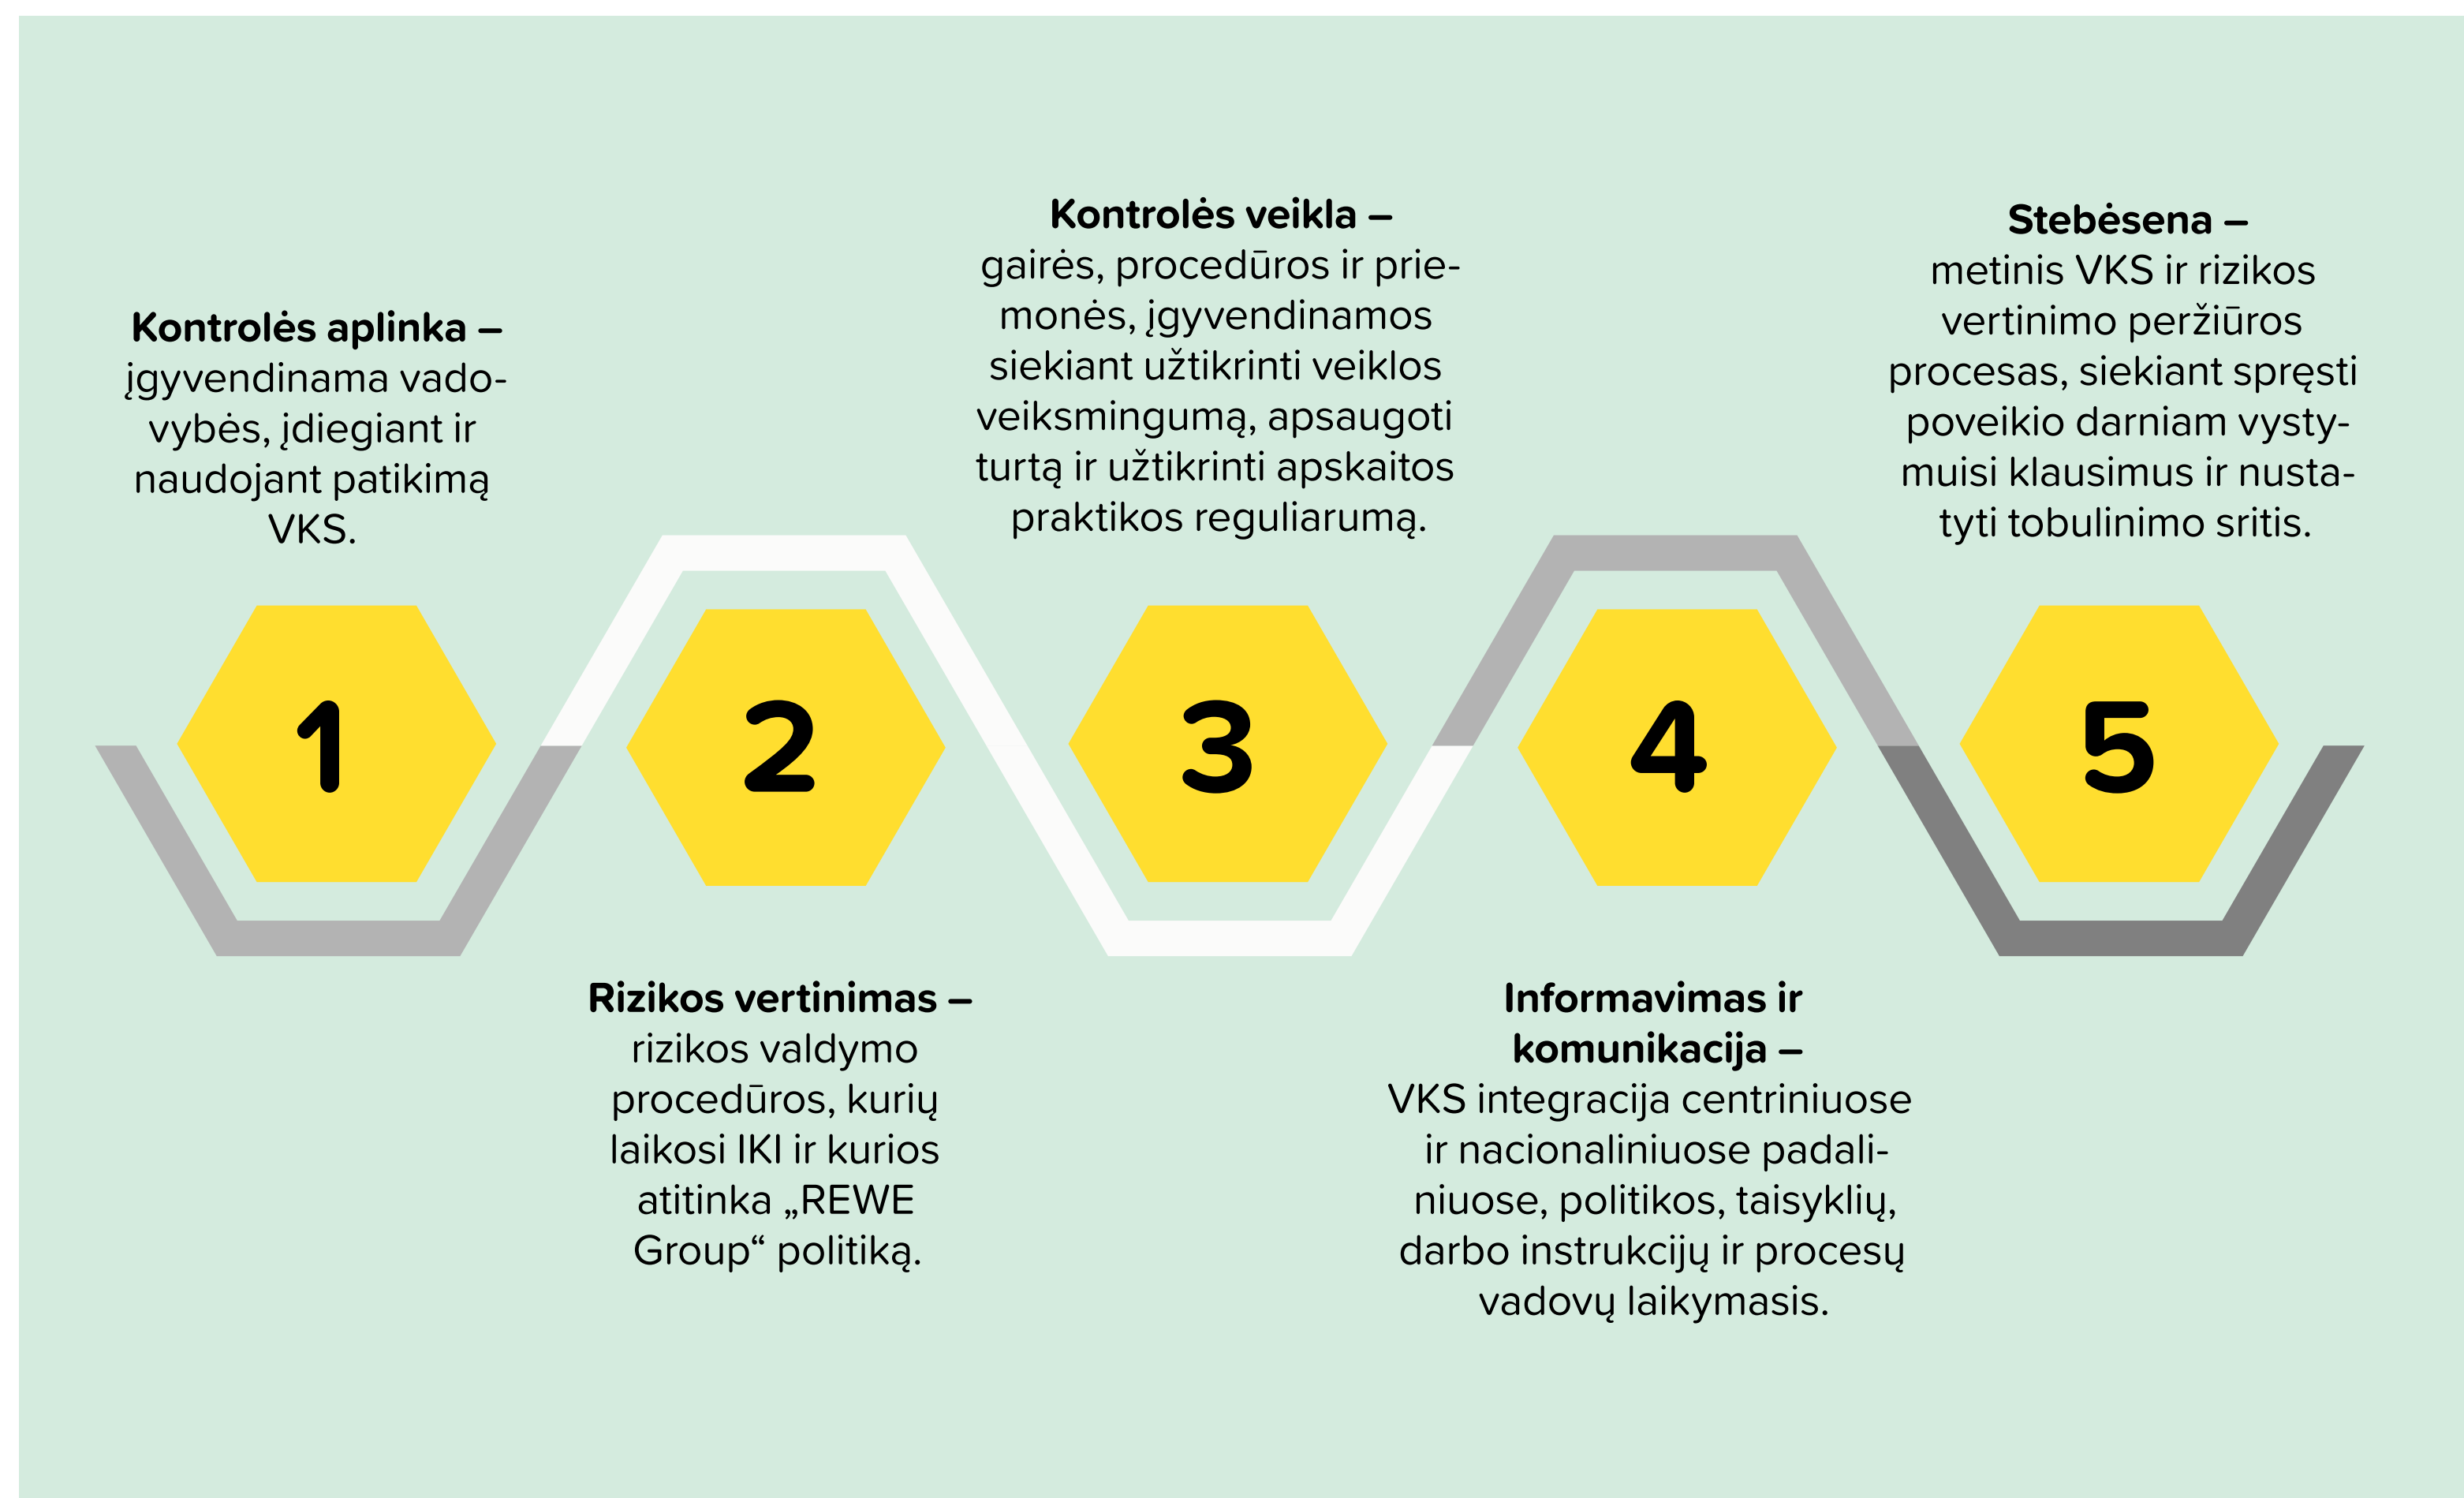 Kontrolės aplinka –
įgyvendinama vado-
vybės, įdiegiant ir
naudojant patikimą
VKS.
1
2
Rizikos vertinimas –
rizikos valdymo
procedūros, kurių
laikosi IKI ir kurios
atitinka „REWE
Group“ politiką.
Kontrolės veikla –
gairės, procedūros ir prie-
monės, įgyvendinamos
siekiant užtikrinti veiklos
veiksmingumą, apsaugoti
turtą ir užtikrinti apskaitos
praktikos reguliarumą.
3
4
Informavimas ir
komunikacija –
VKS integracija centriniuose
ir nacionaliniuose padali-
niuose, politikos, taisyklių,
darbo instrukcijų ir procesų
vadovų laikymasis.
Stebėsena –
metinis VKS ir rizikos
vertinimo peržiūros
procesas, siekiant spręsti
poveikio darniam vysty-
muisi klausimus ir nusta-
tyti tobulinimo sritis.
5